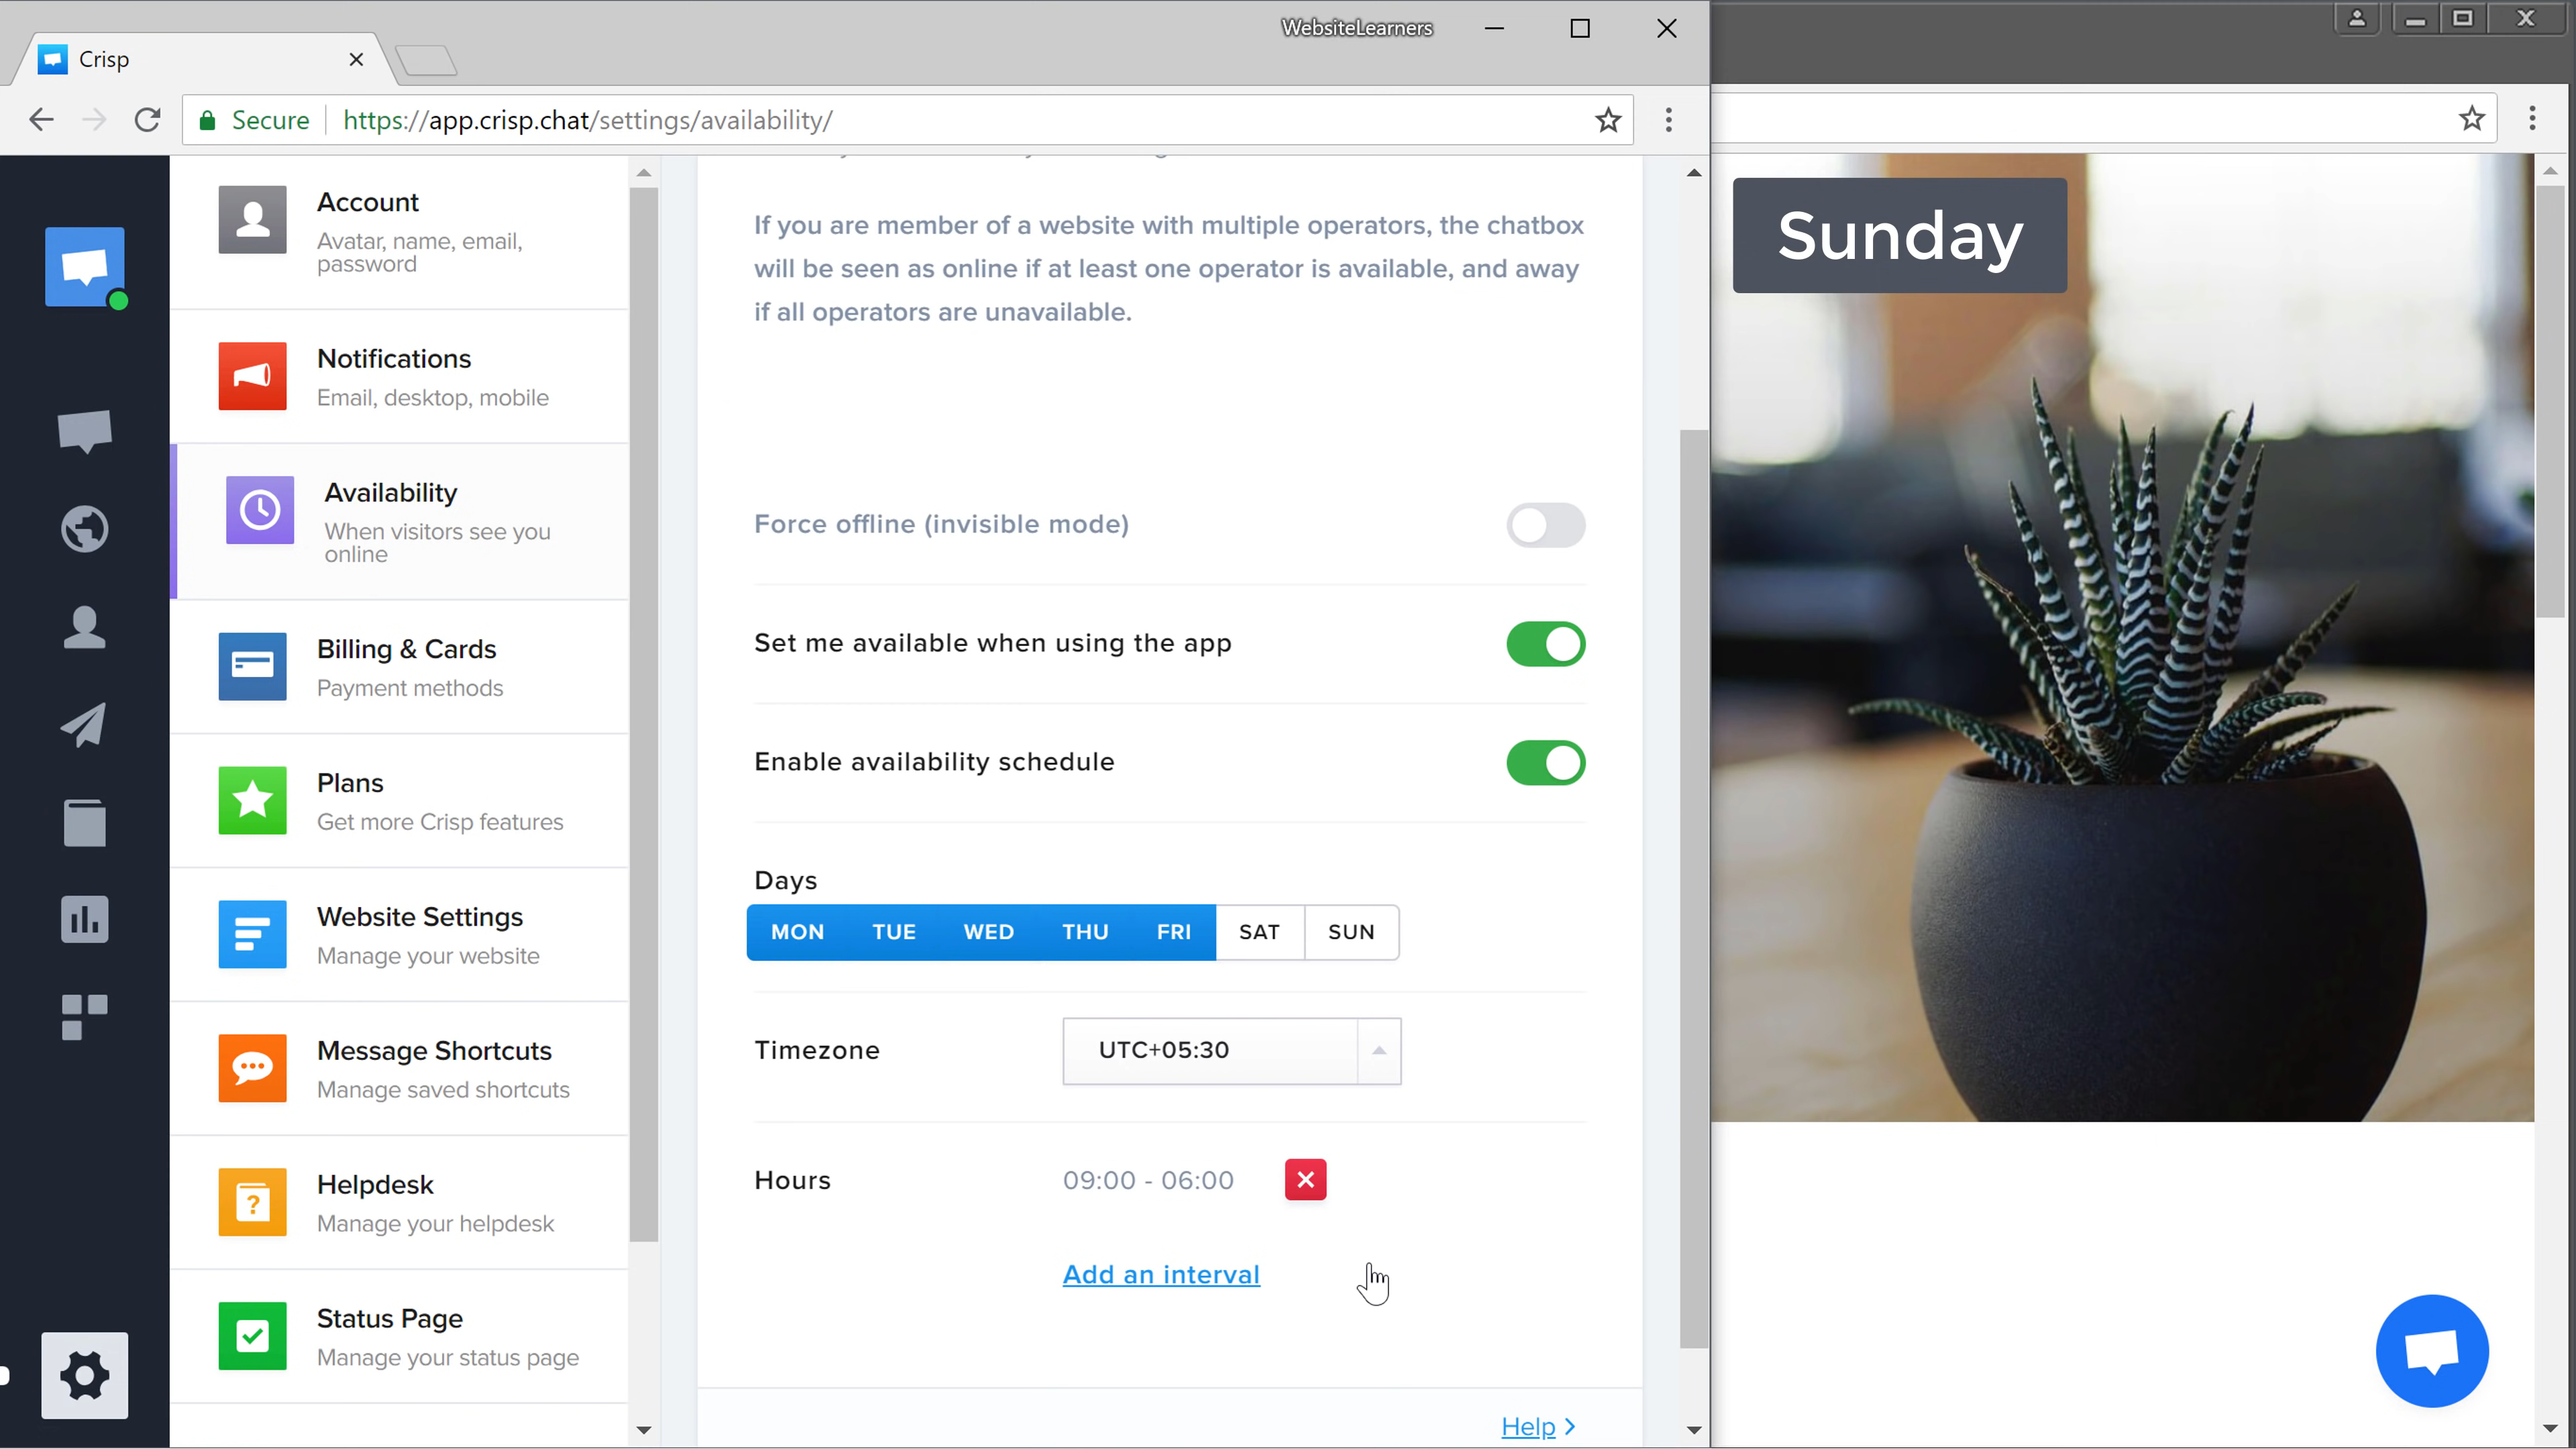 WebsiteLearners
Crisp
Secure
https://app.crisp.chat/settings/availability/
Account
Avatar, name, email,
password
Notifications
Email, desktop, mobile
Availability
When visitors see you
online
Billing & Cards
Payment methods
Plans
Get more Crisp features
Website Settings
Manage your website
Message Shortcuts
Manage saved shortcuts
Helpdesk
Manage your helpdesk
Status Page
Manage your status page
If you are member of a website with multiple operators, the chatbox
will be seen as online if at least one operator is available, and away
if all operators are unavailable.
Force offline (invisible mode)
Set me available when using the app
Enable availability schedule
Days
MON TUE WED THU FRI SAT SUN
Timezone UTC+05:30
Hours 09:00 - 06:00
Add an interval
Help
Sunday